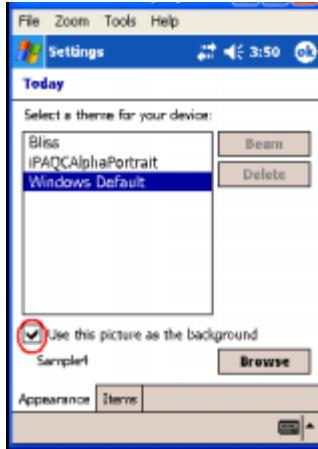 File Zoom Tools Help
Settings 3:50 ok
Today
Select a theme for your device:
Bliss
iPAQCAlphaPortrait
Windows Default
Beam
Delete
Use this picture as the background
Sample4
Browse
Appearance Items